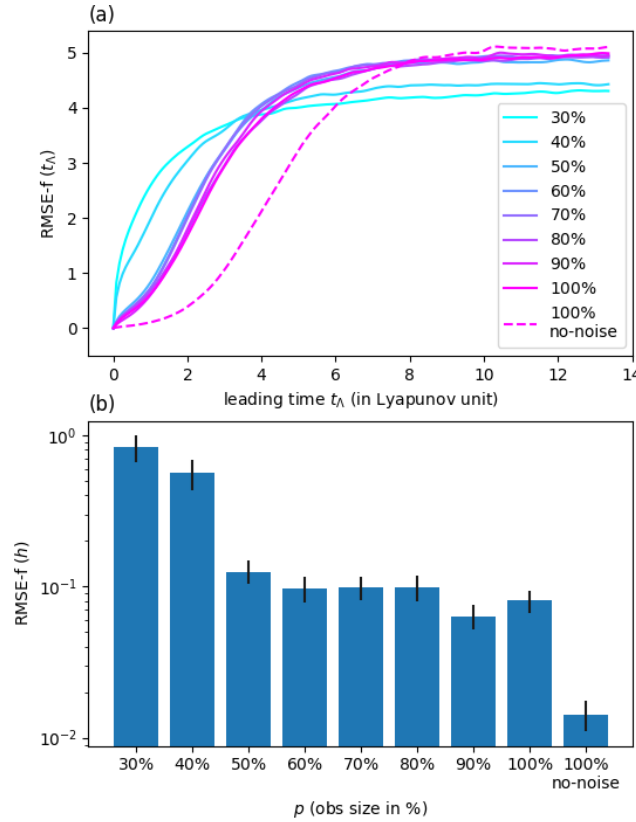 (a)
5
4
3
2
1
0
RMSE-f (t_Λ)
30%
40%
50%
60%
70%
80%
90%
100%
100%
no-noise
0 2 4 6 8 10 12 14
leading time t_Λ (in Lyapunov unit)
(b)
10⁰
10⁻¹
10⁻²
RMSE-f (h)
30% 40% 50% 60% 70% 80% 90% 100% 100%
no-noise
p (obs size in %)